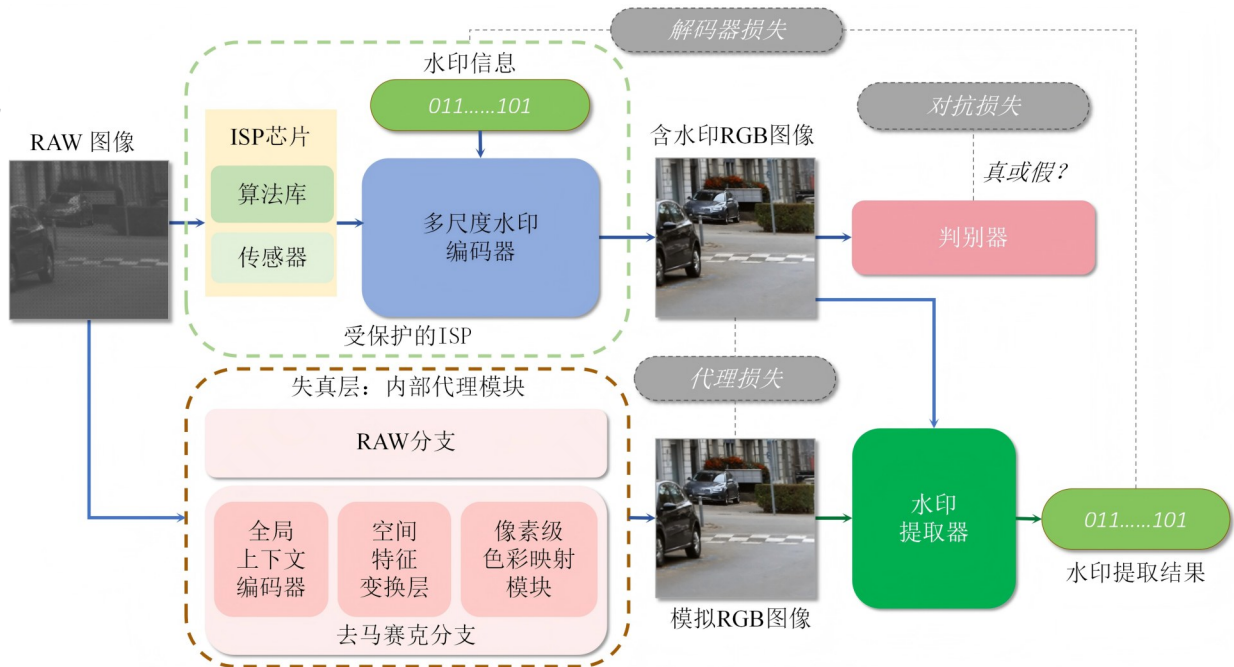 解码器损失
水印信息
011......101
对抗损失
RAW 图像
ISP芯片
含水印RGB图像
算法库
传感器
多尺度水印
编码器
真或假？
判别器
受保护的ISP
失真层：内部代理模块
代理损失
RAW分支
全局
上下文
编码器
空间
特征
变换层
像素级
色彩映射
模块
去马赛克分支
模拟RGB图像
水印
提取器
011......101
水印提取结果